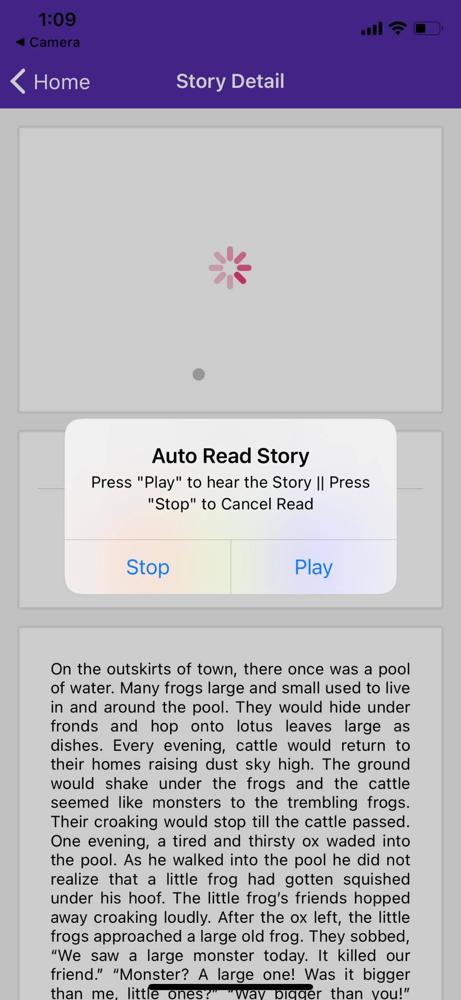 1:09
Camera
Home
Story Detail
Auto Read Story
Press "Play" to hear the Story || Press
"Stop" to Cancel Read
Stop
Play
On the outskirts of town, there once was a pool
of water. Many frogs large and small used to live
in and around the pool. They would hide under
fronds and hop onto lotus leaves large as
dishes. Every evening, cattle would return to
their homes raising dust sky high. The ground
would shake under the frogs and the cattle
seemed like monsters to the trembling frogs.
Their croaking would stop till the cattle passed.
One evening, a tired and thirsty ox waded into
the pool. As he walked into the pool he did not
realize that a little frog had gotten squished
under his hoof. The little frog’s friends hopped
away croaking loudly. After the ox left, the little
frogs approached a large old frog. They sobbed,
“We saw a large monster today. It killed our
friend.” “Monster? A large one! Was it bigger
than me, little ones?” “Way bigger than you!”